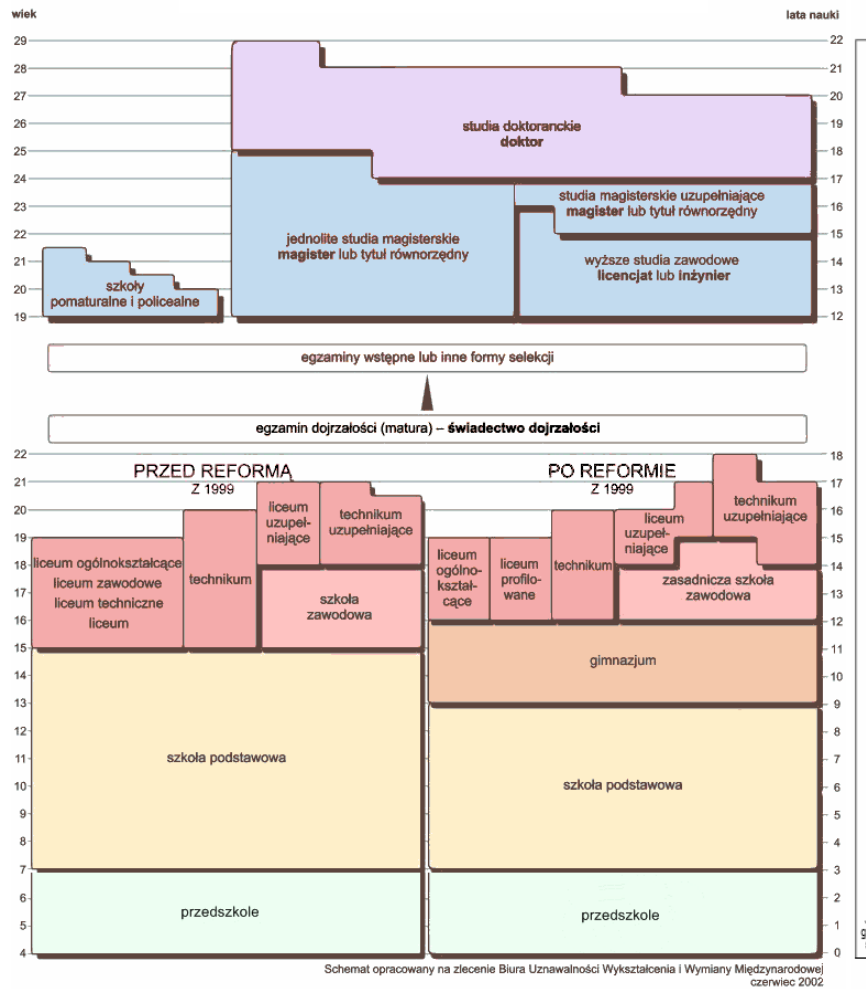 wiek
lata nauki
29
22
28
21
27
20
26
19
25
18
24
17
23
16
22
15
21
14
20
13
19
12
studia doktoranckie
doktor
studia magisterskie uzupełniające
magister lub tytuł równorzędny
jednolite studia magisterskie
magister lub tytuł równorzędny
wyższe studia zawodowe
licencjat lub inżynier
szkoły
pomaturalne i policealne
egzaminy wstępne lub inne formy selekcji
egzamin dojrzałości (matura) – świadectwo dojrzałości
22
18
21
17
20
16
19
15
18
14
17
13
16
12
15
11
14
10
13
9
12
8
11
7
10
6
9
5
8
4
7
3
6
2
5
1
4
0
PRZED REFORMĄ
Z 1999
liceum ogólnokształcące
liceum zawodowe
liceum techniczne
liceum
technikum
liceum
uzupeł-
niające
technikum
uzupełniające
szkoła
zawodowa
szkoła podstawowa
przedszkole
PO REFORMIE
Z 1999
liceum
ogólno-
kształ-
cące
liceum
profilo-
wane
technikum
liceum
uzupeł-
niające
technikum
uzupełniające
zasadnicza szkoła
zawodowa
gimnazjum
szkoła podstawowa
przedszkole
Schemat opracowany na zlecenie Biura Uznawalności Wykształcenia i Wymiany Międzynarodowej
czerwiec 2002